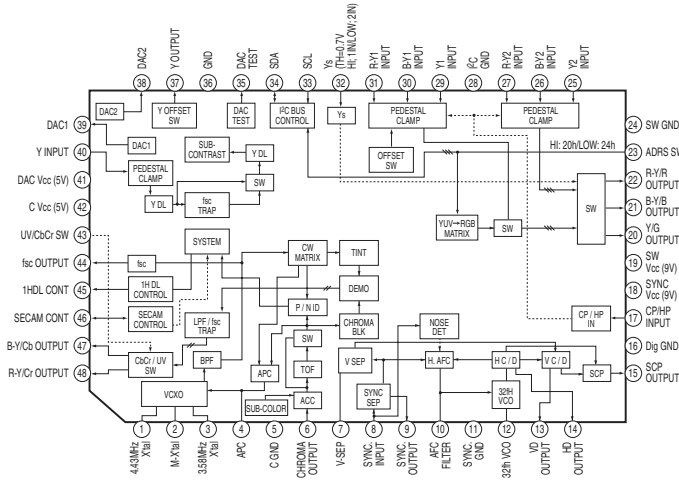 DAC2
Y OUTPUT
GND
DAC
TEST
SDA
SCL
Ys
(TH=0.7V
HI; 1IN/LOW; 2IN)
R-Y1
INPUT
B-Y1
INPUT
Y1
INPUT
I²C
GND
R-Y2
INPUT
B-Y2
INPUT
Y2
INPUT
38
37
36
35
34
33
32
31
30
29
28
27
26
25
DAC2
Y OFFSET
SW
DAC
TEST
I²C BUS
CONTROL
Ys
PEDESTAL
CLAMP
PEDESTAL
CLAMP
DAC1
39
DAC1
Y INPUT
40
PEDESTAL
CLAMP
SUB-
CONTRAST
Y DL
OFFSET
SW
HI: 20h/LOW: 24h
24
SW GND
23
ADRS SW
DAC Vcc (5V)
41
Y DL
fsc
TRAP
SW
C Vcc (5V)
42
YUV→RGB
MATRIX
SW
SW
22
R-Y/R
OUTPUT
21
B-Y/B
OUTPUT
20
Y/G
OUTPUT
UV/CbCr SW
43
SYSTEM
CW
MATRIX
TINT
19
SW
Vcc (9V)
fsc OUTPUT
44
fsc
18
SYNC
Vcc (9V)
1HDL CONT
45
1H DL
CONTROL
P / N ID
DEMO
SECAM CONT
46
SECAM
CONTROL
LPF / fsc
TRAP
CHROMA
BLK
NOSE
DET
CP / HP
IN
17
CP/HP
INPUT
B-Y/Cb OUTPUT
47
CbCr / UV
SW
BPF
SW
V SEP
H. AFC
H C / D
V C / D
16
Dig GND
R-Y/Cr OUTPUT
48
APC
TOF
SCP
15
SCP
OUTPUT
VCXO
SUB-COLOR
ACC
SYNC
SEP
32fH
VCO
1
2
3
4
5
6
7
8
9
10
11
12
13
14
4.43MHz
X'tal
M-X'tal
3.58MHz
X'tal
APC
C GND
CHROMA
OUTPUT
V-SEP
SYNC.
INPUT
SYNC.
OUTPUT
AFC
FILTER
SYNC.
GND
32fh VCO
VD
OUTPUT
HD
OUTPUT